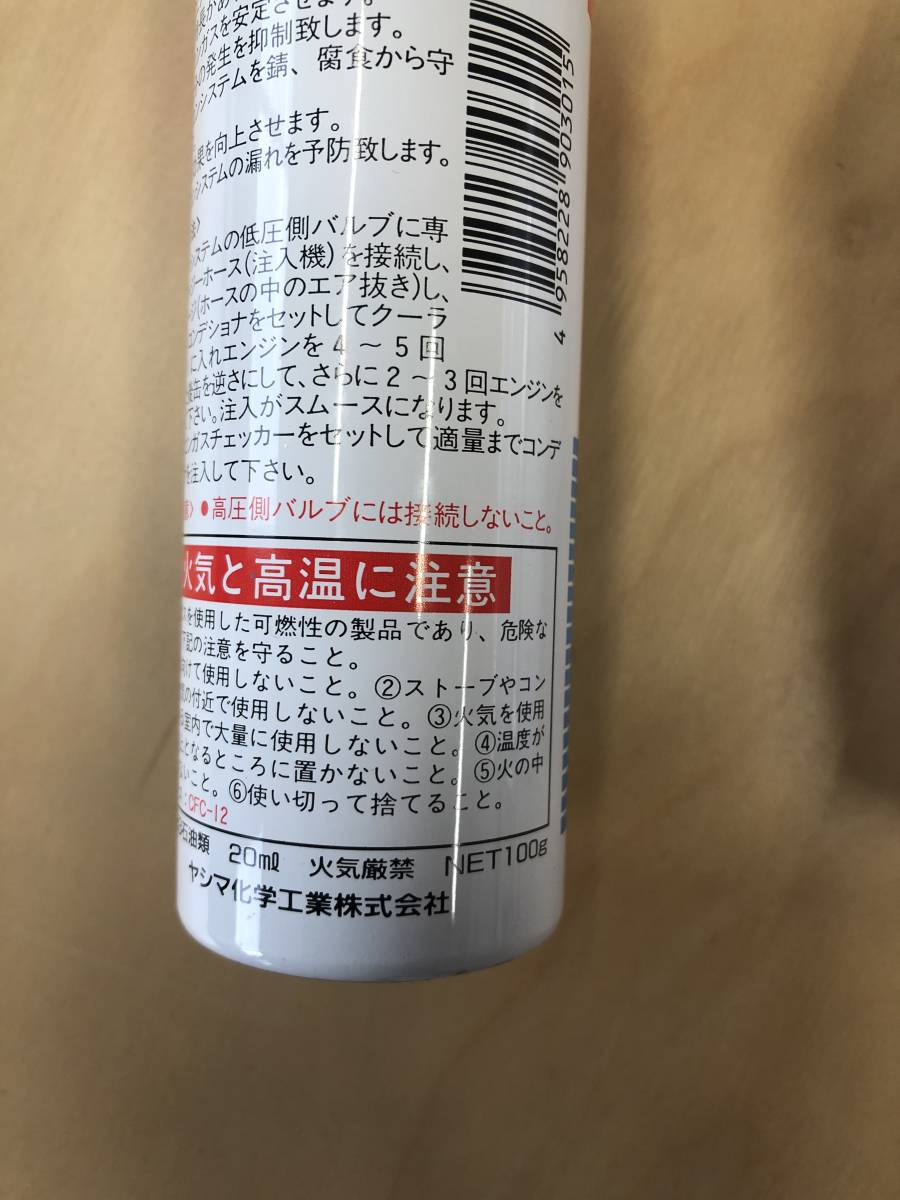 ンガスを安定させます。
の発生を抑制致します。
システムを錆、腐食から守
果を向上させます。
システムの漏れを予防致します。
ステムの低圧側バルブに専
ジーホース(注入機)を接続し、
(ホースの中のエア抜き)し、
コンデショナをセットしてクーラ
に入れエンジンを4〜5回
缶を逆さにして、さらに2〜3回エンジンを
下さい。注入がスムースになります。
ンガスチェッカーをセットして適量までコンデ
を注入して下さい。
●高圧側バルブには接続しないこと。
火気と高温に注意
スを使用した可燃性の製品であり、危険な
下記の注意を守ること。
向けて使用しないこと。②ストーブやコン
の付近で使用しないこと。③火気を使用
室内で大量に使用しないこと。④温度が
となるところに置かないこと。⑤火の中
ないこと。⑥使い切って捨てること。
:CFC-12
石油類 20mℓ 火気厳禁 NET100g
ヤシマ化学工業株式会社
4 958228 903015